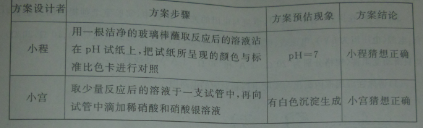 方案设计者 方案步骤 方案预估现象 方案结论
小程 用一根洁净的玻璃棒蘸取反应后的溶液沾
在pH试纸上,把试纸所呈现的颜色与标
准比色卡进行对照 pH=7 小程猜想正确
小宫 取少量反应后的溶液于一支试管中,再向
试管中滴加稀硝酸和硝酸银溶液 有白色沉淀生成 小宫猜想正确